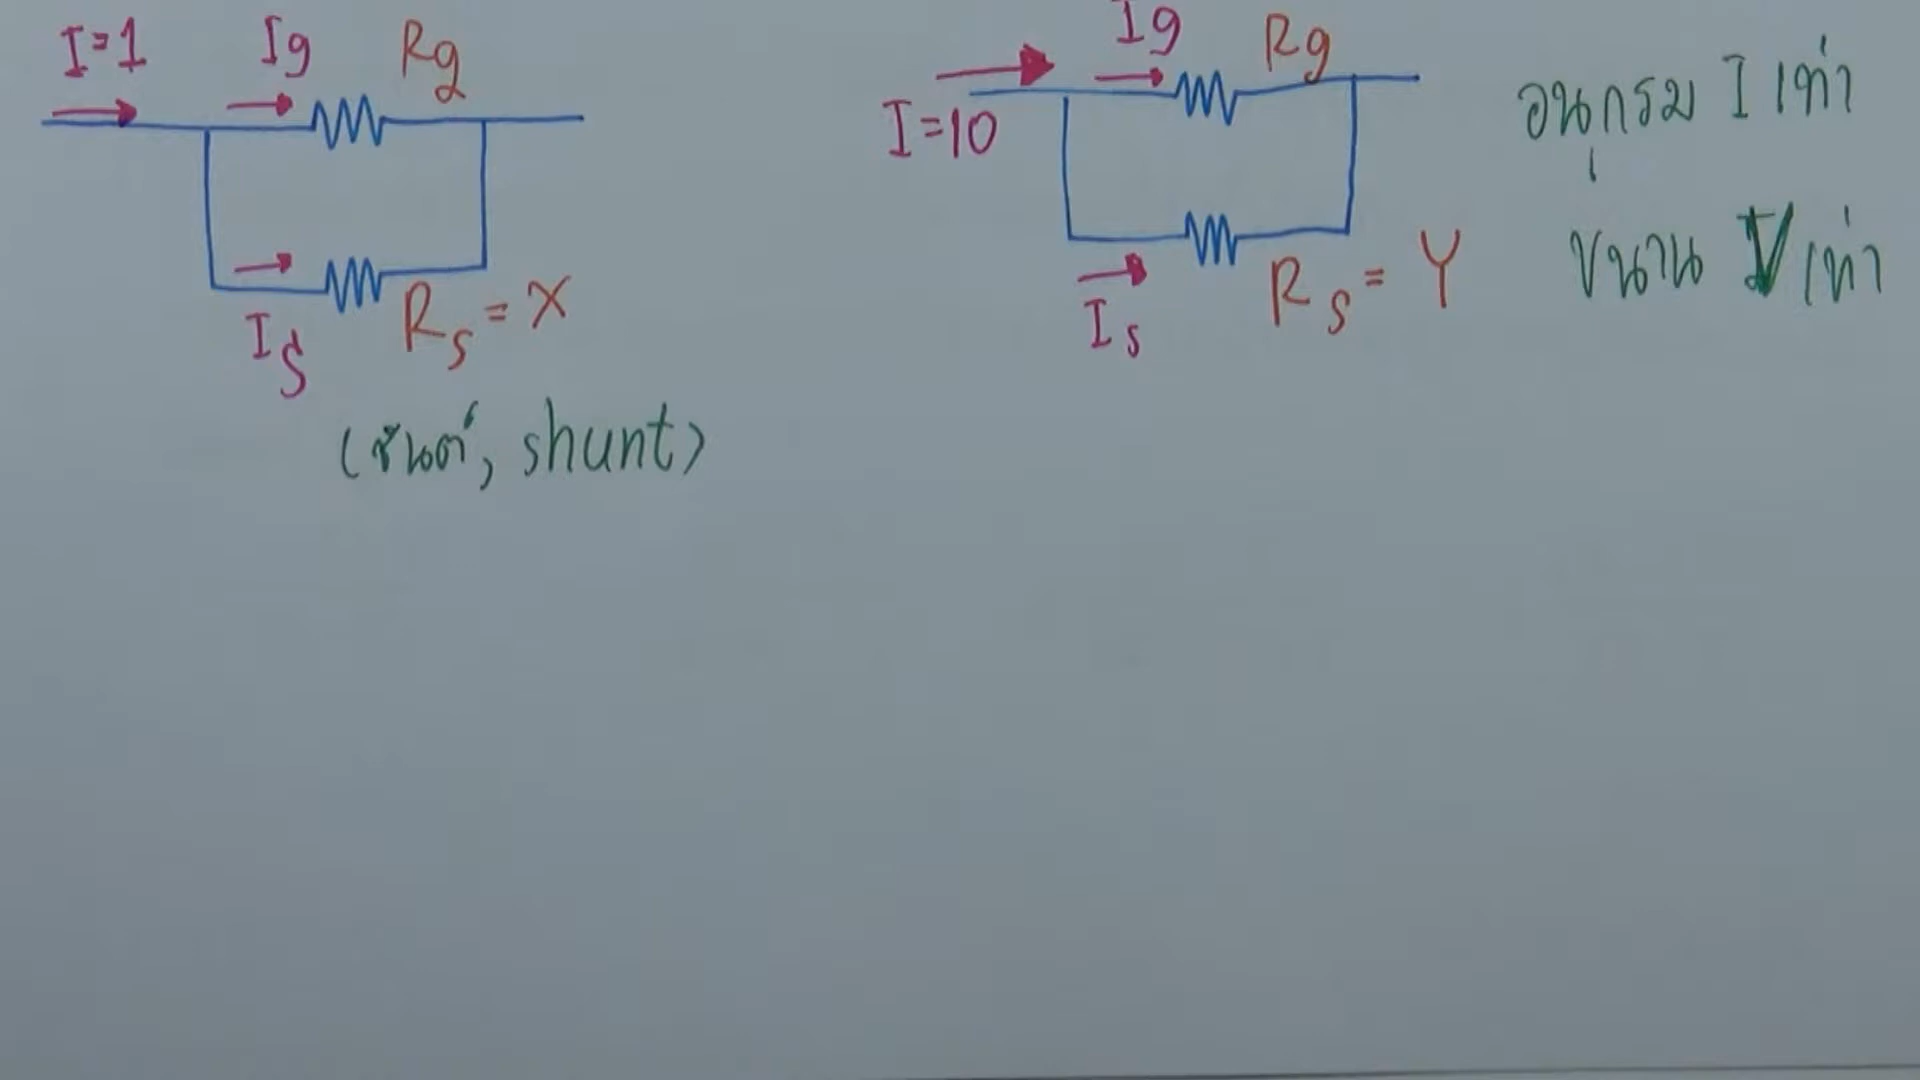 I=1 Ig Rg
Is Rs = X
(ชันต์, shunt)
Ig Rg
I=10
Is Rs = Y
อนุกรม I เท่า
ขนาน V เท่า